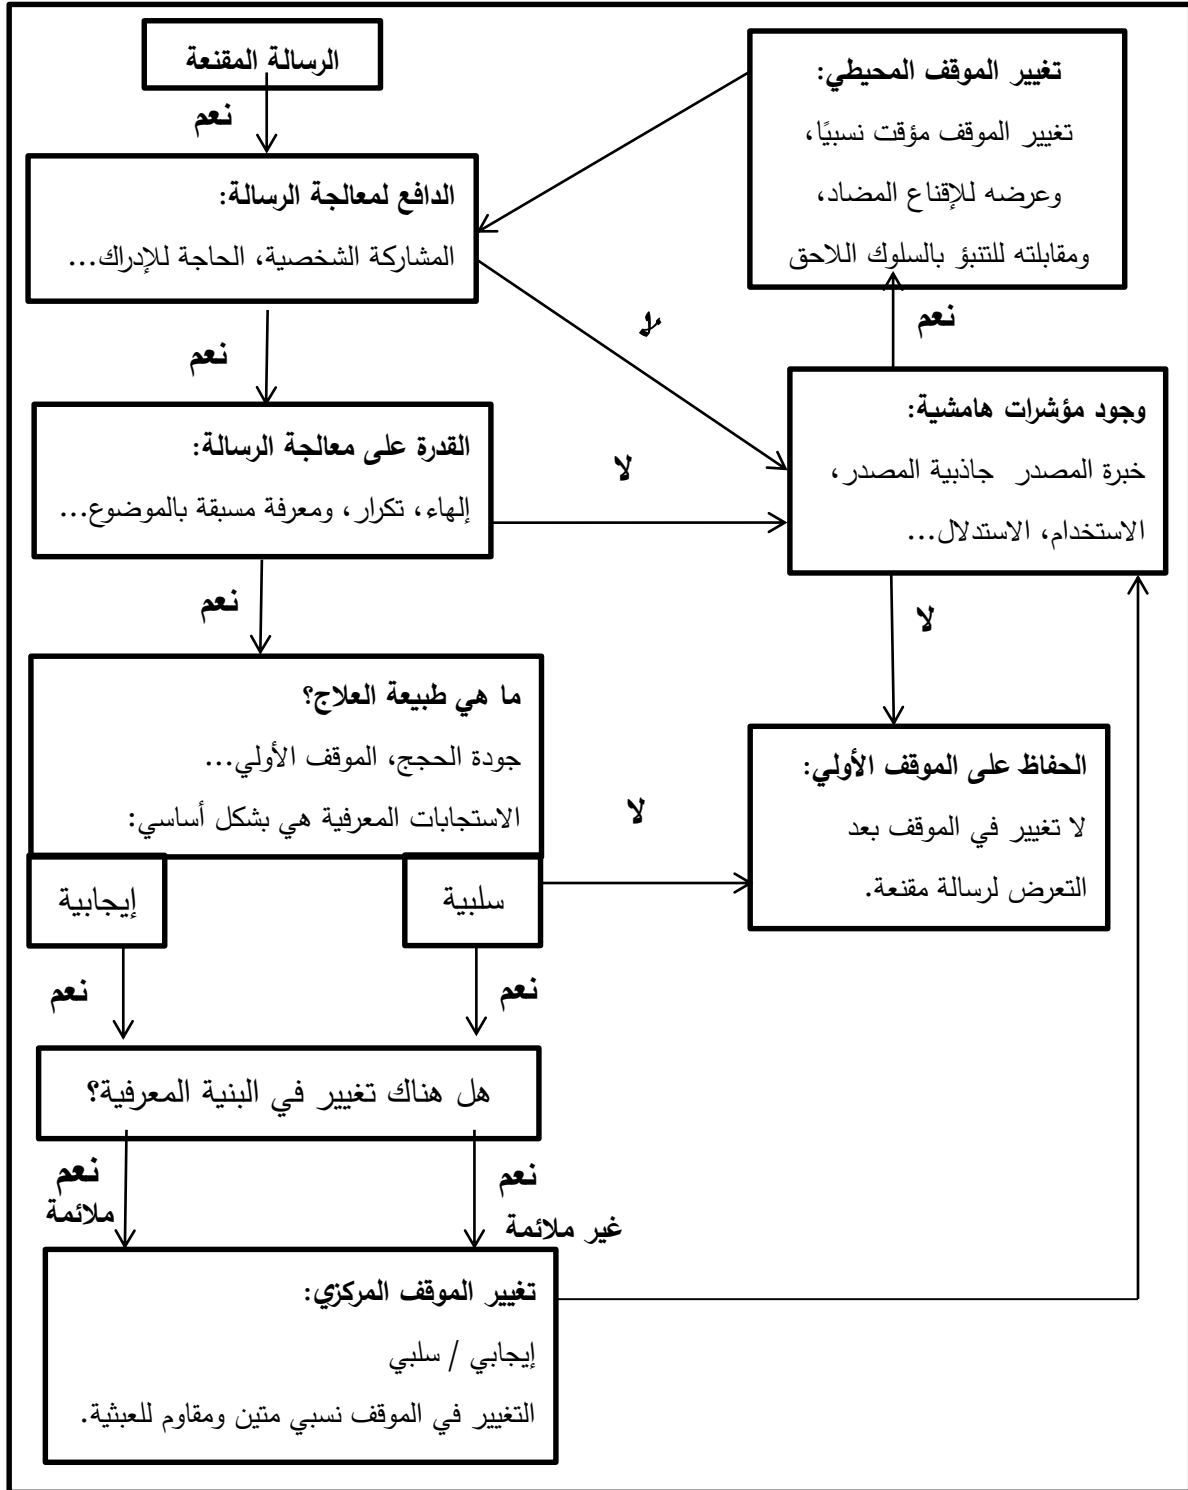 الرسالة المقنعة
نعم
الدافع لمعالجة الرسالة:
المشاركة الشخصية، الحاجة للإدراك...
تغيير الموقف المحيطي:
تغيير الموقف مؤقت نسبيًا،
وعرضه للإقناع المضاد،
ومقابلته للتنبؤ بالسلوك اللاحق
نعم
لا
نعم
القدرة على معالجة الرسالة:
إلهاء، تكرار، ومعرفة مسبقة بالموضوع...
لا
وجود مؤشرات هامشية:
خبرة المصدر جاذبية المصدر،
الاستخدام، الاستدلال...
نعم
لا
ما هي طبيعة العلاج؟
جودة الحجج، الموقف الأولي...
الاستجابات المعرفية هي بشكل أساسي:
إيجابية
سلبية
لا
الحفاظ على الموقف الأولي:
لا تغيير في الموقف بعد
التعرض لرسالة مقنعة.
نعم
نعم
هل هناك تغيير في البنية المعرفية؟
نعم
ملائمة
نعم
غير ملائمة
تغيير الموقف المركزي:
إيجابي / سلبي
التغيير في الموقف نسبي متين ومقاوم للعبثية.